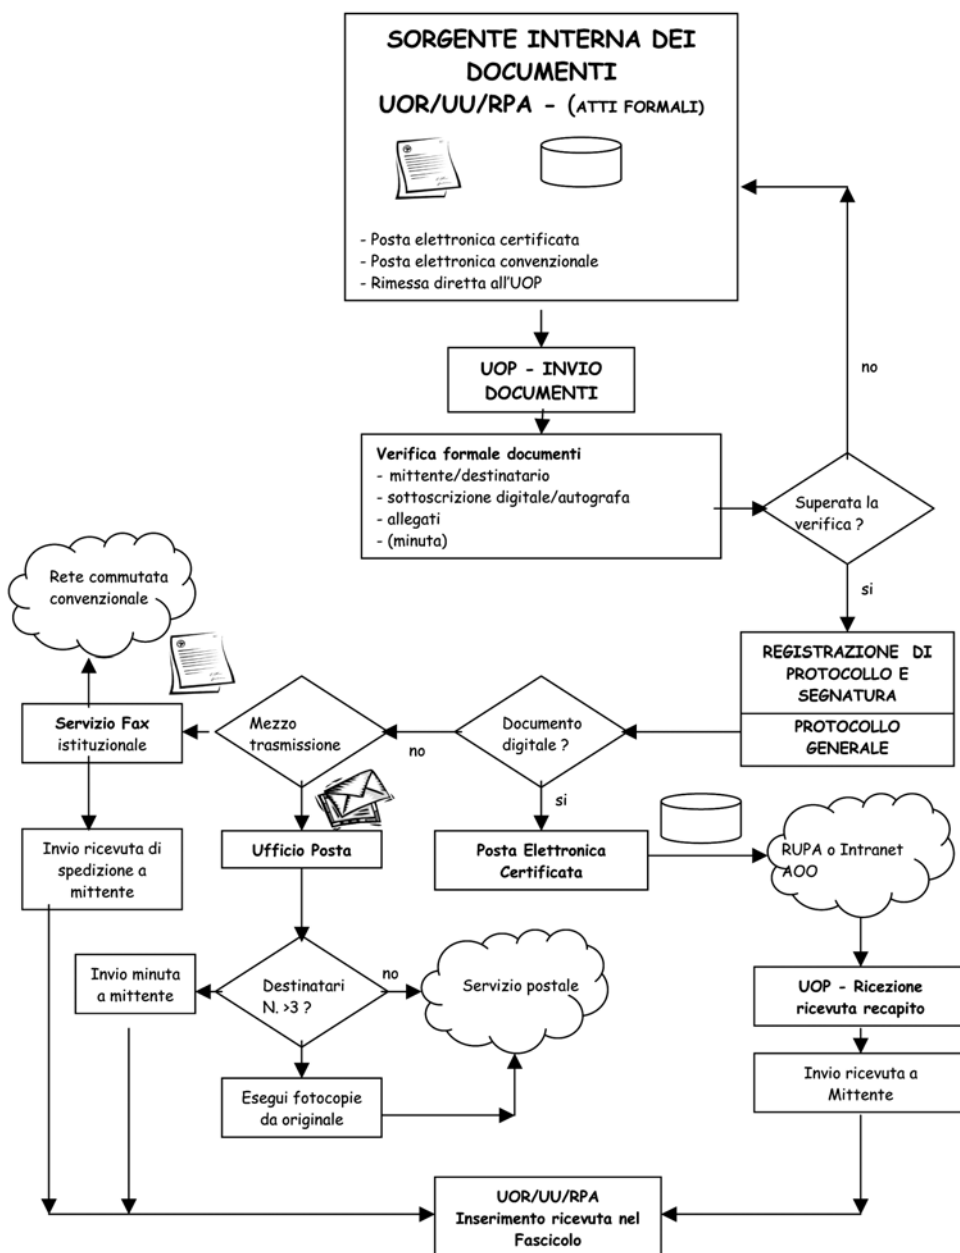 SORGENTE INTERNA DEI
DOCUMENTI
UOR/UU/RPA - (ATTI FORMALI)
- Posta elettronica certificata
- Posta elettronica convenzionale
- Rimessa diretta all'UOP
UOP - INVIO
DOCUMENTI
no
Verifica formale documenti
- mittente/destinatario
- sottoscrizione digitale/autografa
- allegati
- (minuta)
Superata la
verifica ?
si
Rete commutata
convenzionale
REGISTRAZIONE DI
PROTOCOLLO E
SEGNATURA
PROTOCOLLO
GENERALE
Documento
digitale ?
no
Mezzo
trasmissione
Servizio Fax
istituzionale
si
Invio ricevuta di
spedizione a
mittente
Ufficio Posta
Posta Elettronica
Certificata
RUPA o Intranet
AOO
Invio minuta
a mittente
Destinatari
N. >3 ?
no
Servizio postale
UOP - Ricezione
ricevuta recapito
Esegui fotocopie
da originale
Invio ricevuta a
Mittente
UOR/UU/RPA
Inserimento ricevuta nel
Fascicolo